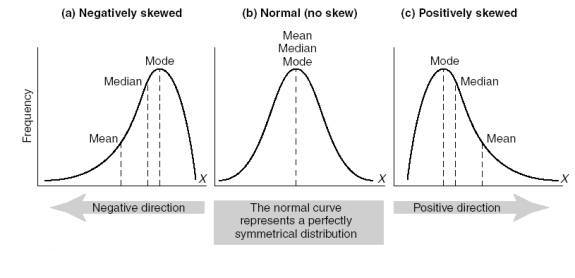 (a) Negatively skewed
(b) Normal (no skew)
(c) Positively skewed
Frequency
Mode
Median
Mean
X
Mean
Median
Mode
X
Mode
Median
Mean
X
Negative direction
The normal curve
represents a perfectly
symmetrical distribution
Positive direction